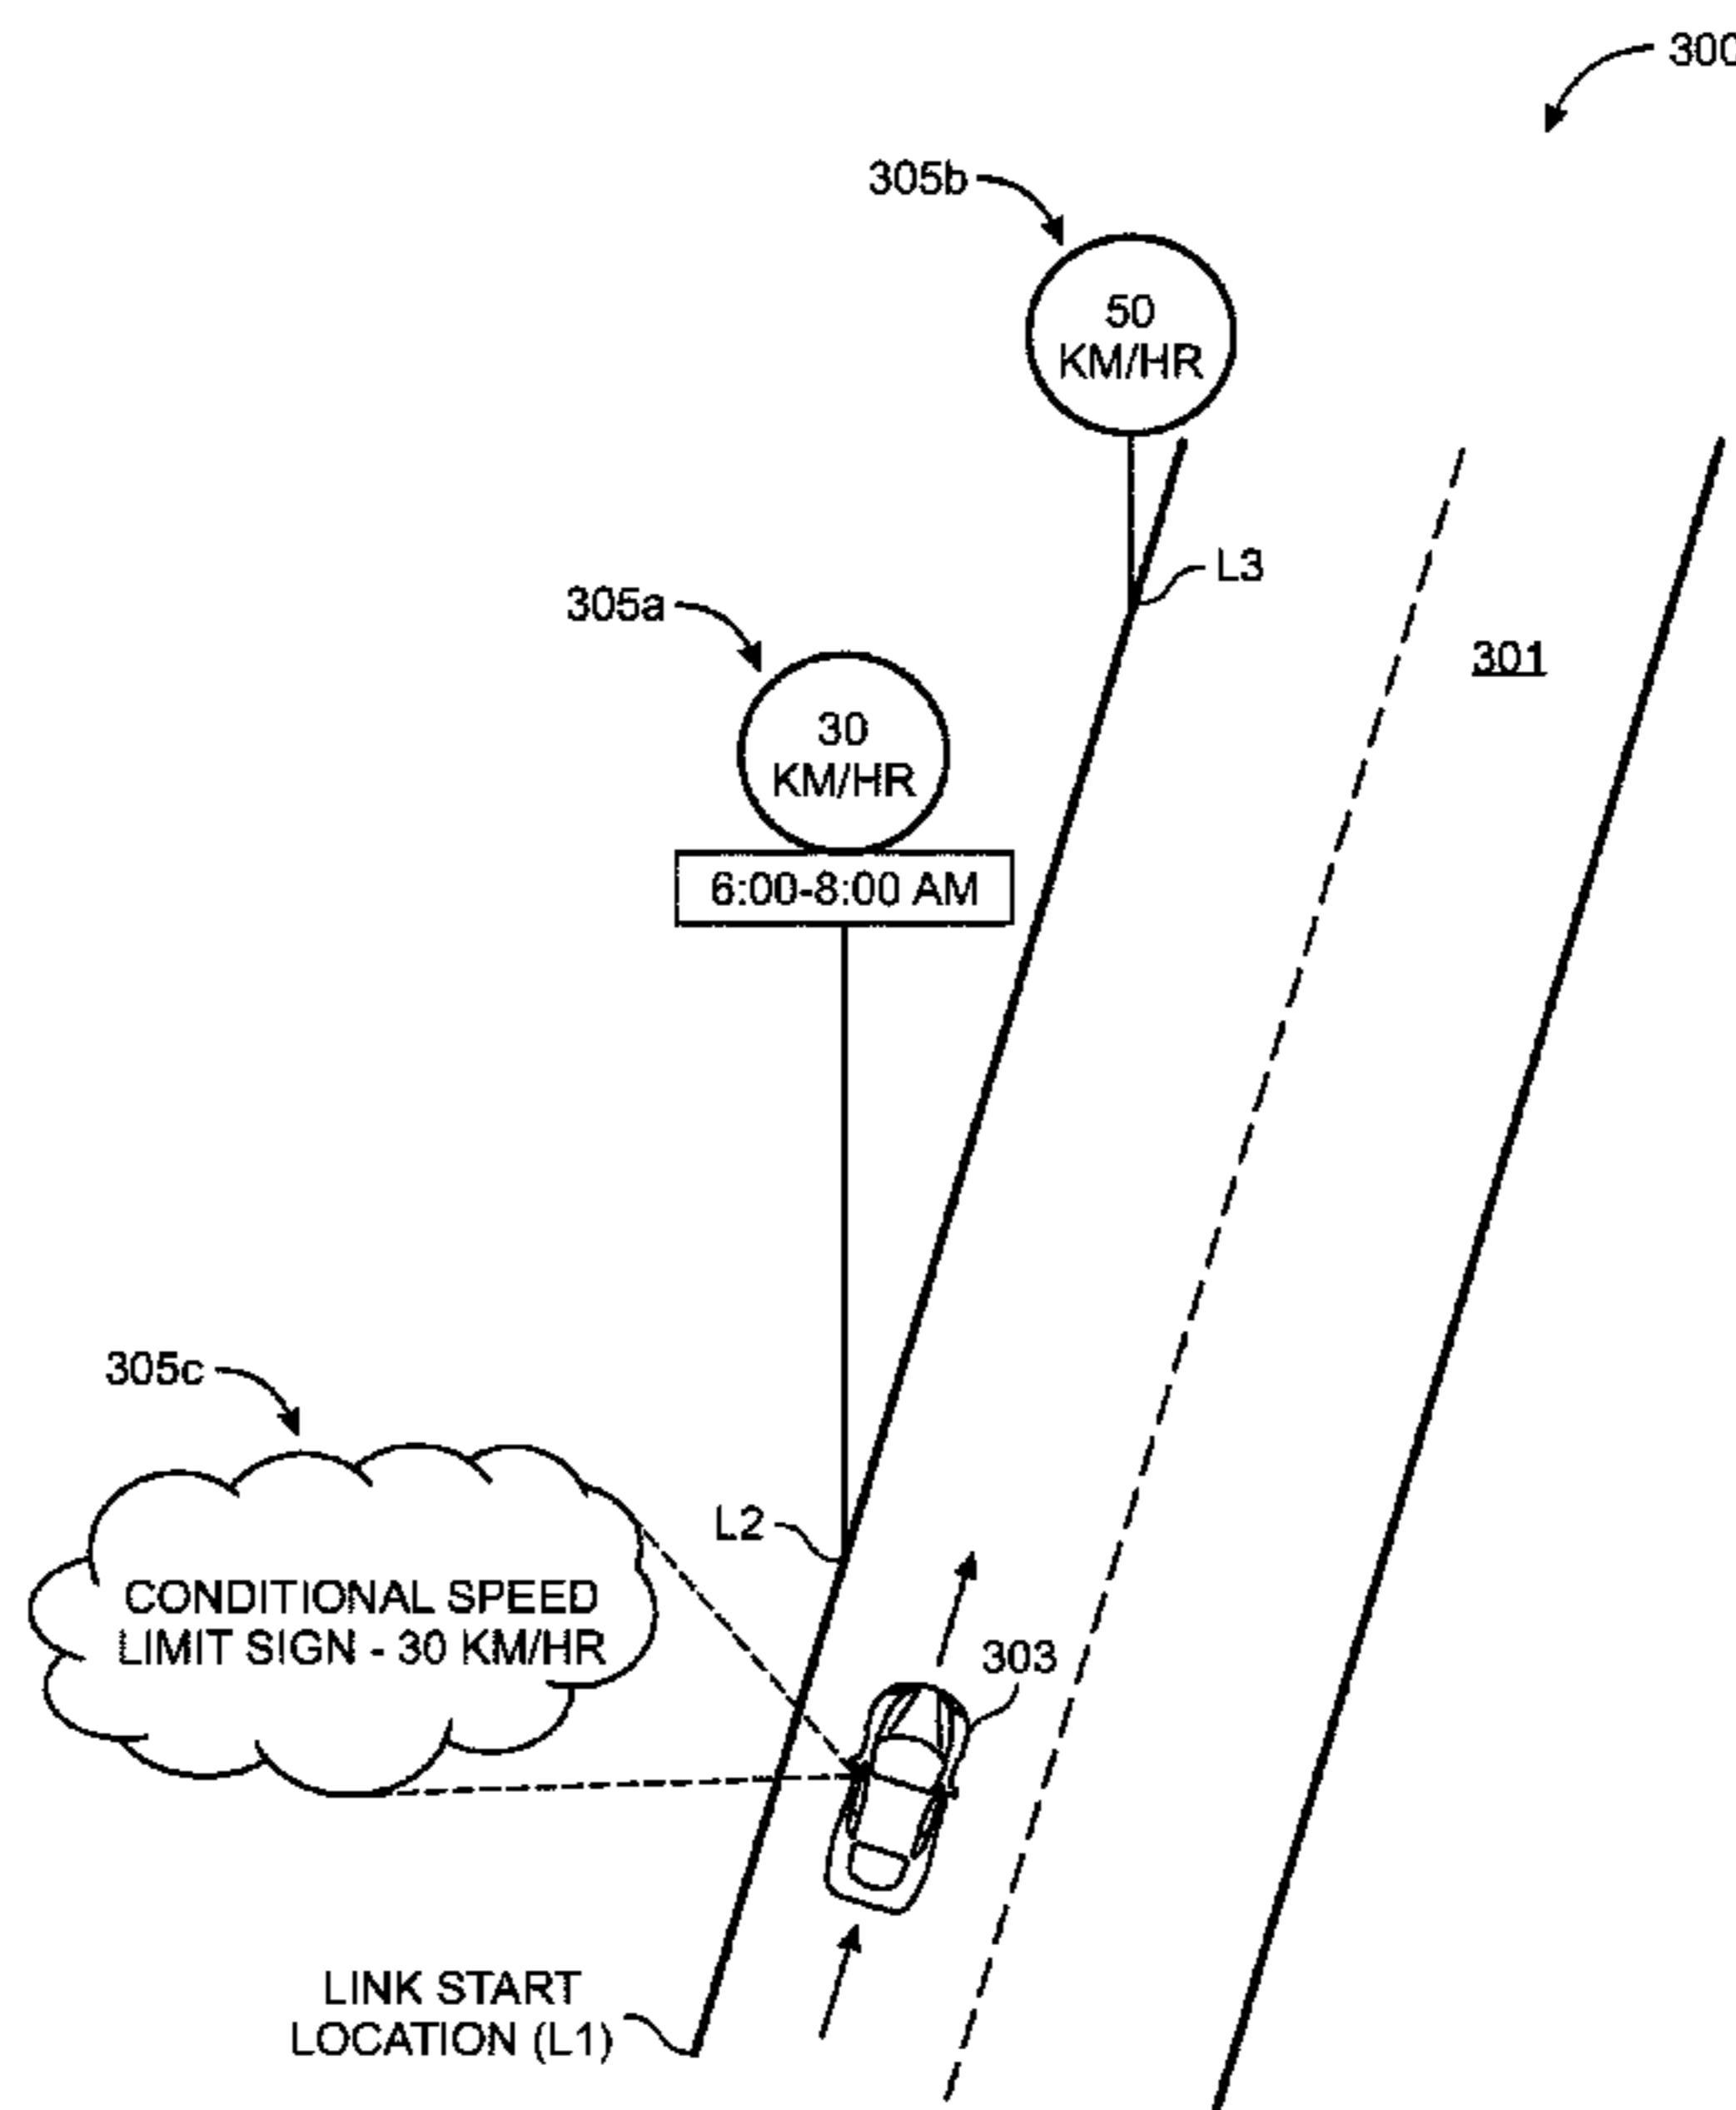 300
305b
50
KM/HR
L3
305a
301
30
KM/HR
6:00-8:00 AM
305c
L2
CONDITIONAL SPEED
LIMIT SIGN - 30 KM/HR
303
LINK START
LOCATION (L1)